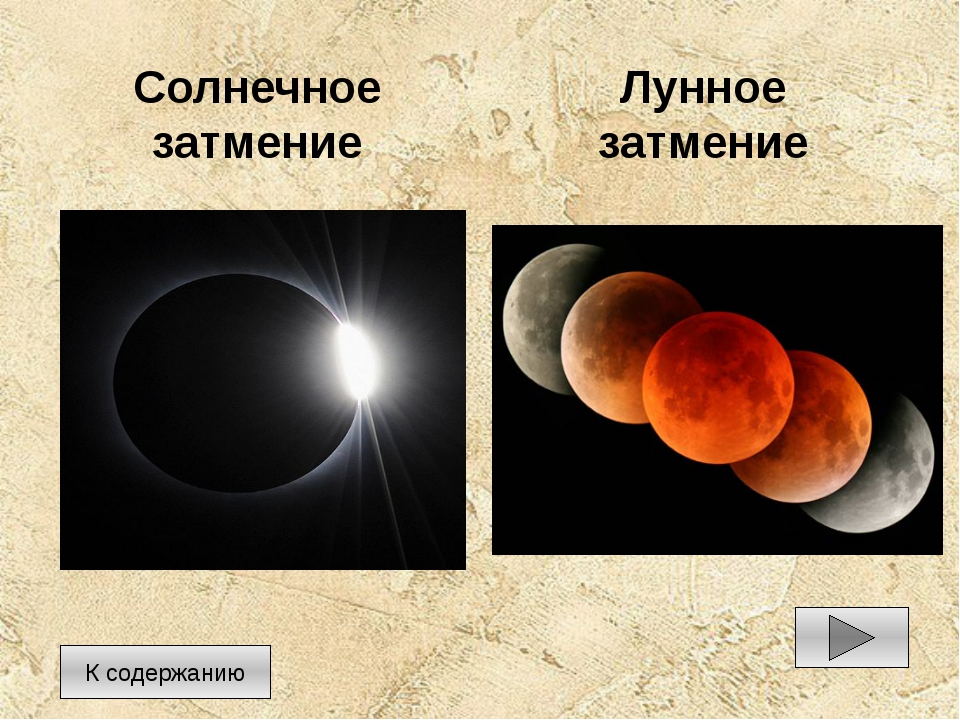 Солнечное
затмение
Лунное
затмение
К содержанию